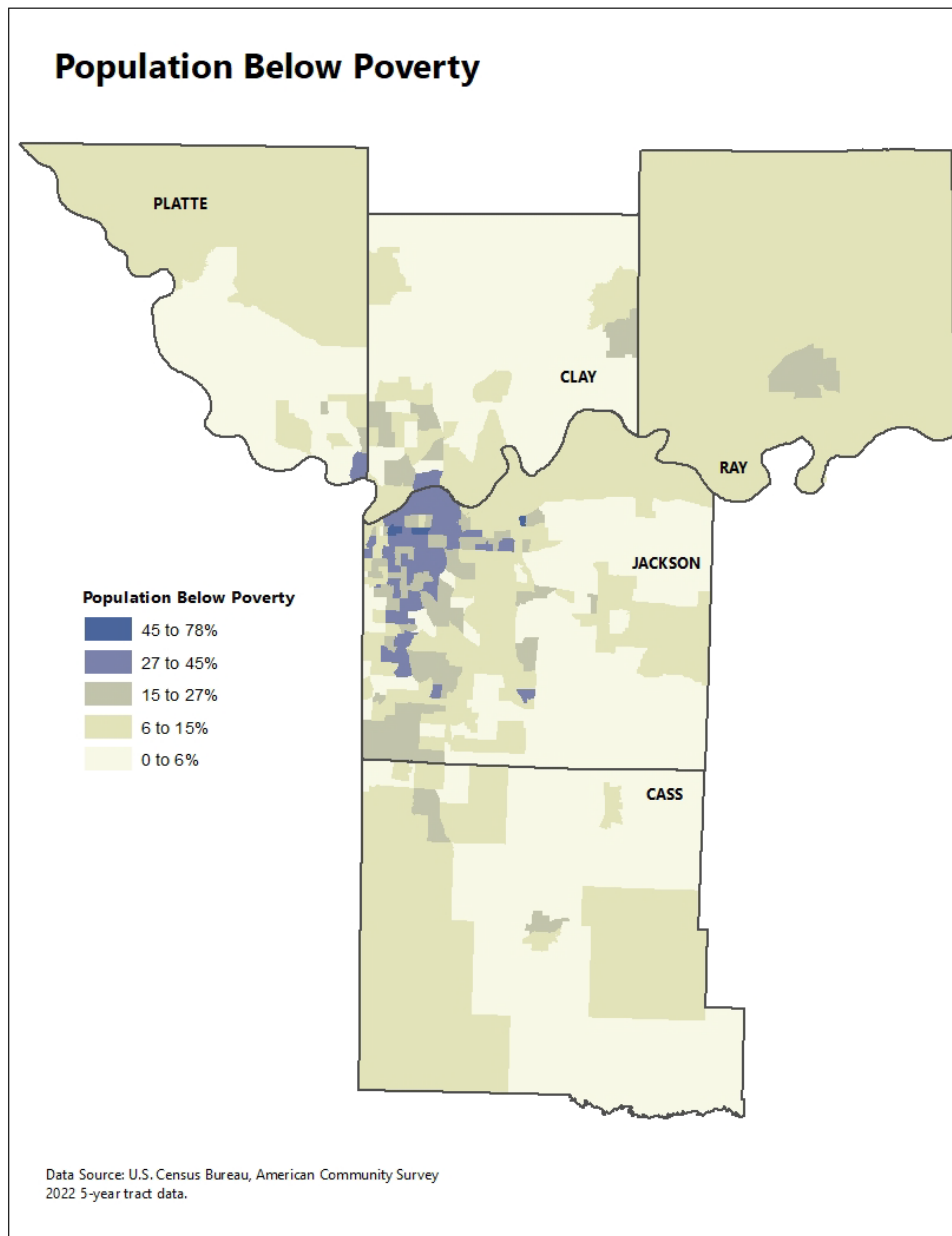 Population Below Poverty
PLATTE
CLAY
RAY
JACKSON
Population Below Poverty
45 to 78%
27 to 45%
15 to 27%
6 to 15%
0 to 6%
CASS
Data Source: U.S. Census Bureau, American Community Survey
2022 5-year tract data.